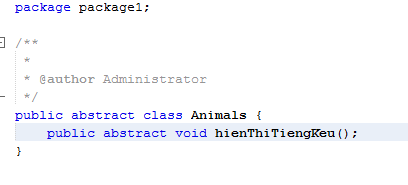 package package1;
/**
 *
 * @author Administrator
 */
public abstract class Animals {
    public abstract void hienThiTiengKeu();
}